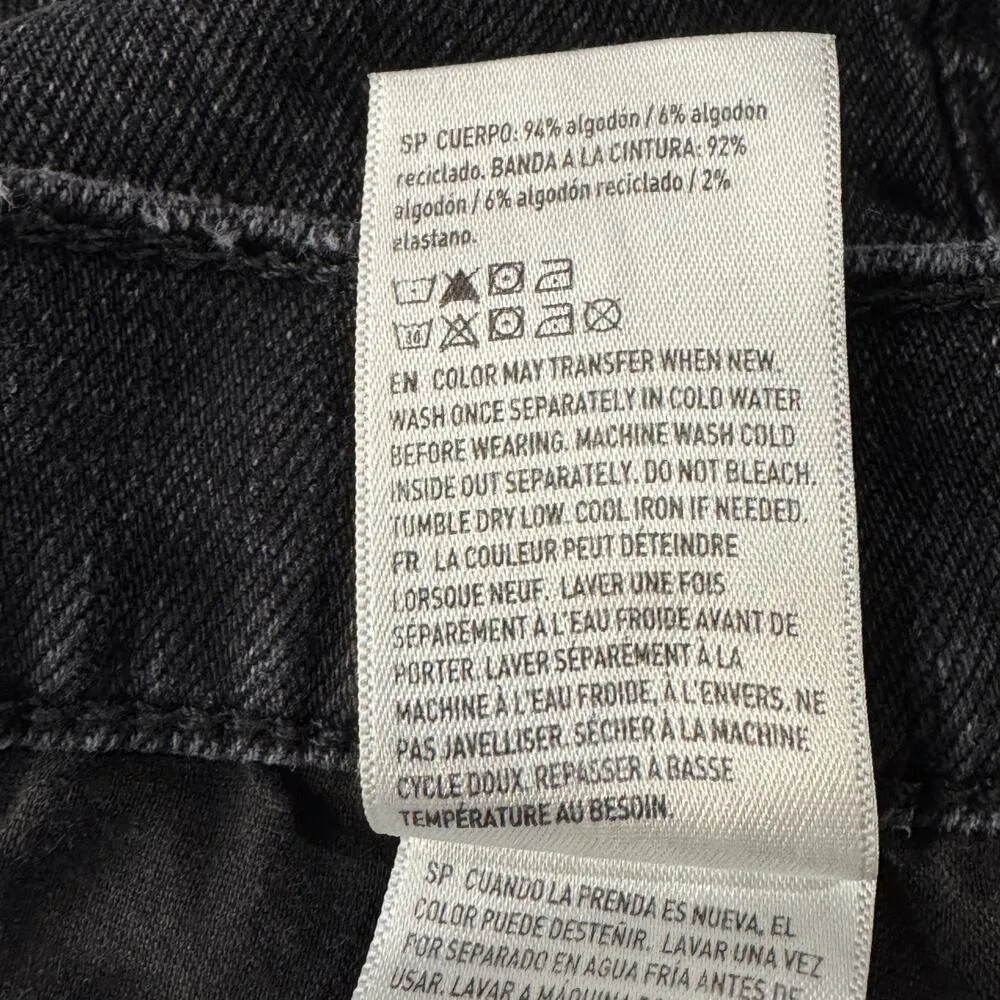 SP CUERPO: 94% algodón / 6% algodón
reciclado. BANDA A LA CINTURA: 92%
algodón / 6% algodón reciclado / 2%
elastano.
30
EN COLOR MAY TRANSFER WHEN NEW.
WASH ONCE SEPARATELY IN COLD WATER
BEFORE WEARING. MACHINE WASH COLD
INSIDE OUT SEPARATELY. DO NOT BLEACH.
TUMBLE DRY LOW. COOL IRON IF NEEDED.
FR LA COULEUR PEUT DÉTEINDRE
LORSQUE NEUF. LAVER UNE FOIS
SÉPARÉMENT À L'EAU FROIDE AVANT DE
PORTER. LAVER SÉPARÉMENT À LA
MACHINE À L'EAU FROIDE, À L'ENVERS. NE
PAS JAVELLISER. SÉCHER À LA MACHINE
CYCLE DOUX. REPASSER À BASSE
TEMPÉRATURE AU BESOIN.
SP CUANDO LA PRENDA ES NUEVA, EL
COLOR PUEDE DESTEÑIR. LAVAR UNA VEZ
POR SEPARADO EN AGUA FRÍA ANTES DE
USAR. LAVAR A MÁQUINA